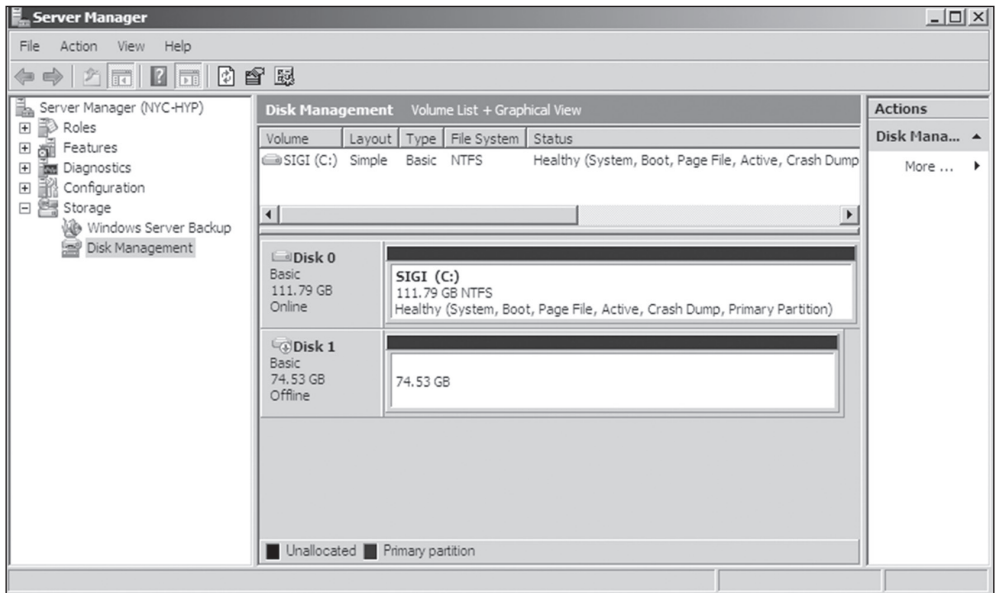 Server Manager
File Action View Help
Server Manager (NYC-HYP)
Roles
Features
Diagnostics
Configuration
Storage
Windows Server Backup
Disk Management
Disk Management Volume List + Graphical View
Volume Layout Type File System Status
SIGI (C:) Simple Basic NTFS Healthy (System, Boot, Page File, Active, Crash Dump
Disk 0
Basic
111.79 GB
Online
SIGI (C:)
111.79 GB NTFS
Healthy (System, Boot, Page File, Active, Crash Dump, Primary Partition)
Disk 1
Basic
74.53 GB
Offline
74.53 GB
Unallocated Primary partition
Actions
Disk Mana...
More ...